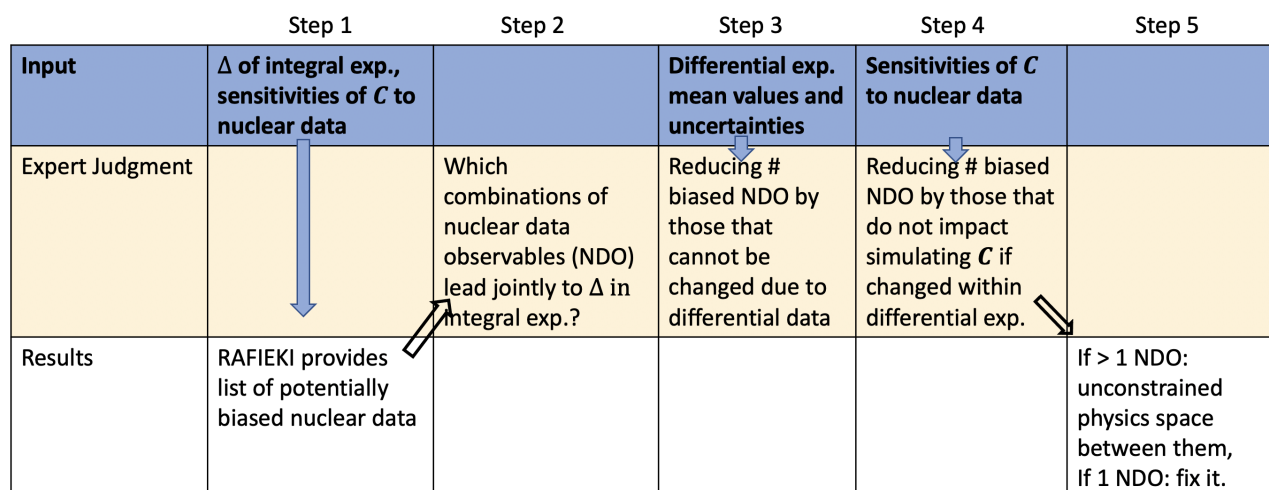 Step 1
Step 2
Step 3
Step 4
Step 5
Input
Δ of integral exp.,
sensitivities of C to
nuclear data
Differential exp.
mean values and
uncertainties
Sensitivities of C
to nuclear data
Expert Judgment
Which
combinations of
nuclear data
observables (NDO)
lead jointly to Δ in
integral exp.?
Reducing #
biased NDO by
those that
cannot be
changed due to
differential data
Reducing # biased
NDO by those that
do not impact
simulating C if
changed within
differential exp.
Results
RAFIEKI provides
list of potentially
biased nuclear data
If > 1 NDO:
unconstrained
physics space
between them,
If 1 NDO: fix it.